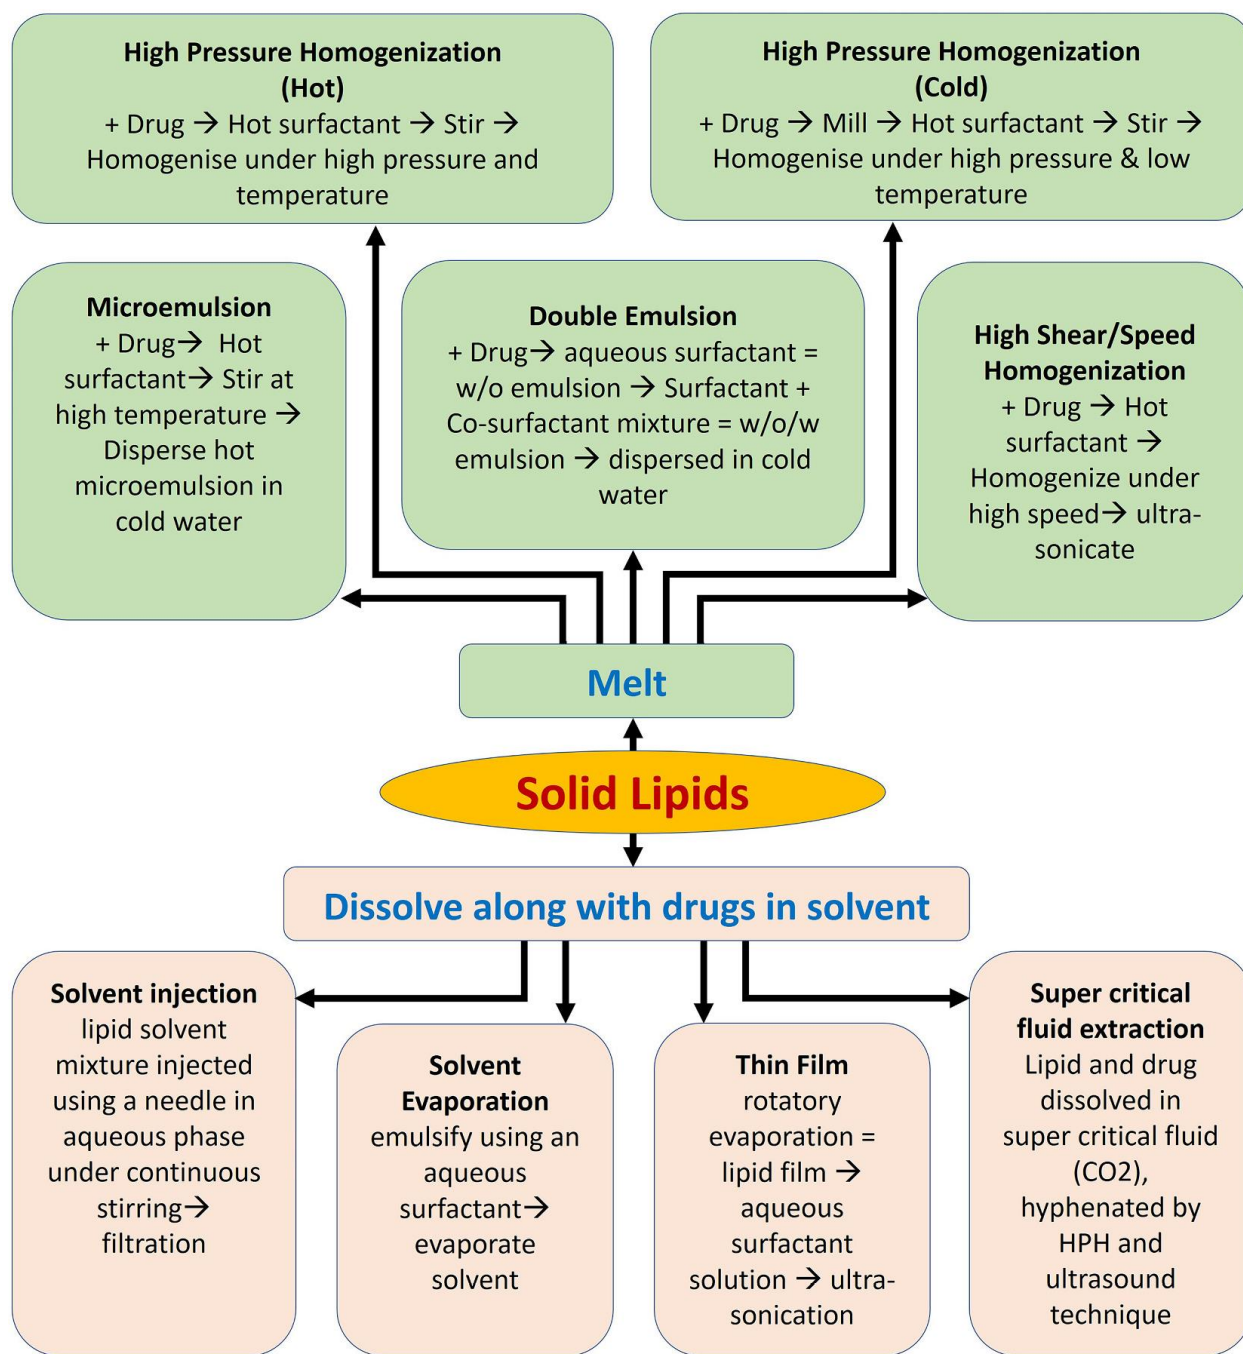 High Pressure Homogenization
(Hot)
+ Drug → Hot surfactant → Stir →
Homogenise under high pressure and
temperature
High Pressure Homogenization
(Cold)
+ Drug → Mill → Hot surfactant → Stir →
Homogenise under high pressure & low
temperature
Microemulsion
+ Drug→ Hot
surfactant→ Stir at
high temperature →
Disperse hot
microemulsion in
cold water
Double Emulsion
+ Drug→ aqueous surfactant =
w/o emulsion → Surfactant +
Co-surfactant mixture = w/o/w
emulsion → dispersed in cold
water
High Shear/Speed
Homogenization
+ Drug → Hot
surfactant →
Homogenize under
high speed→ ultra-
sonicate
Melt
Solid Lipids
Dissolve along with drugs in solvent
Solvent injection
lipid solvent
mixture injected
using a needle in
aqueous phase
under continuous
stirring→
filtration
Solvent
Evaporation
emulsify using an
aqueous
surfactant→
evaporate
solvent
Thin Film
rotatory
evaporation =
lipid film →
aqueous
surfactant
solution → ultra-
sonication
Super critical
fluid extraction
Lipid and drug
dissolved in
super critical fluid
(CO2),
hyphenated by
HPH and
ultrasound
technique